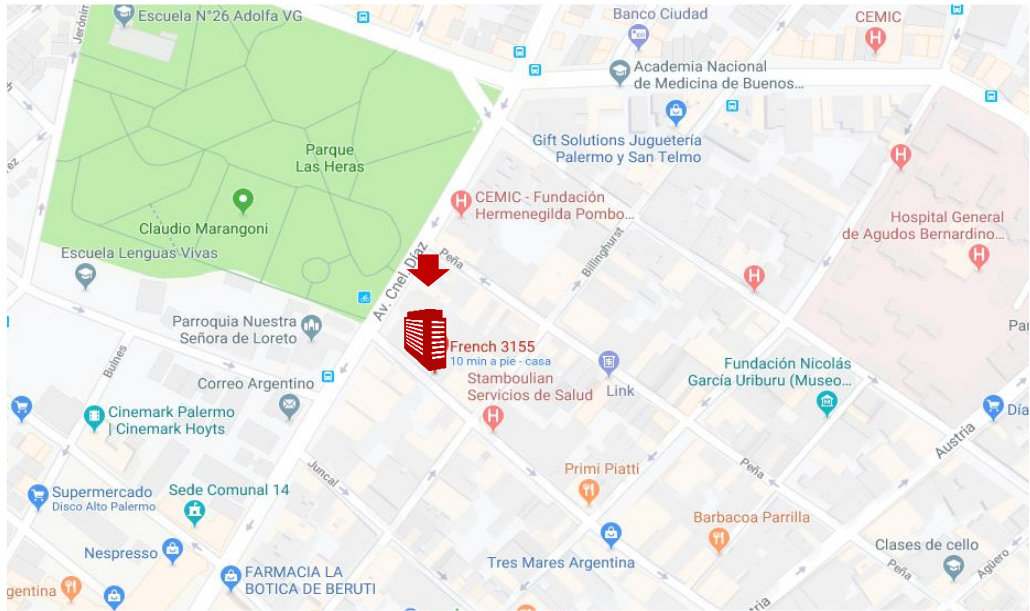 Escuela N°26 Adolfa VG
Banco Ciudad
CEMIC
Jerónim
Academia Nacional
de Medicina de Buenos...
Gift Solutions Juguetería
Palermo y San Telmo
Parque
Las Heras
CEMIC - Fundación
Hermenegilda Pombo...
Claudio Marangoni
Hospital General
de Agudos Bernardino...
Escuela Lenguas Vivas
Peña
Billinghurst
Av. Cnel. Díaz
Parroquia Nuestra
Señora de Loreto
Pa
French 3155
10 min a pie - casa
Bulnes
Stamboulian
Servicios de Salud
Link
Fundación Nicolás
García Uriburu (Museo...
Correo Argentino
Cinemark Palermo
| Cinemark Hoyts
Día
Austria
Juncal
Primi Piatti
Peña
Supermercado
Disco Alto Palermo
Sede Comunal 14
Barbacoa Parrilla
Nespresso
Tres Mares Argentina
Clases de cello
FARMACIA LA
BOTICA DE BERUTI
Peña
Agüero
gentina
tria